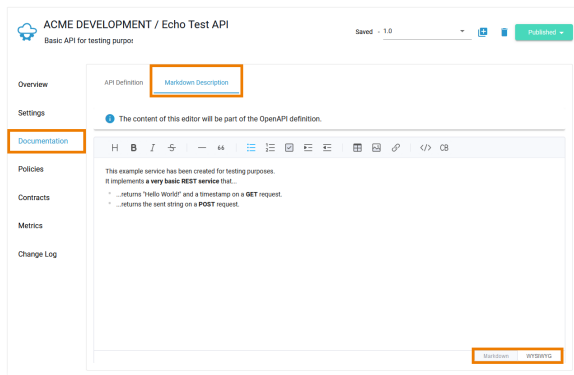 ACME DEVELOPMENT / Echo Test API
Basic API for testing purpos
Saved - 1.0
Published
Overview
Settings
Documentation
Policies
Contracts
Metrics
Change Log
API Definition
Markdown Description
The content of this editor will be part of the OpenAPI definition.
H B I S — 66 </> CB
This example service has been created for testing purposes.
It implements a very basic REST service that...
...returns "Hello World!" and a timestamp on a GET request.
...returns the sent string on a POST request.
Markdown WYSIWYG